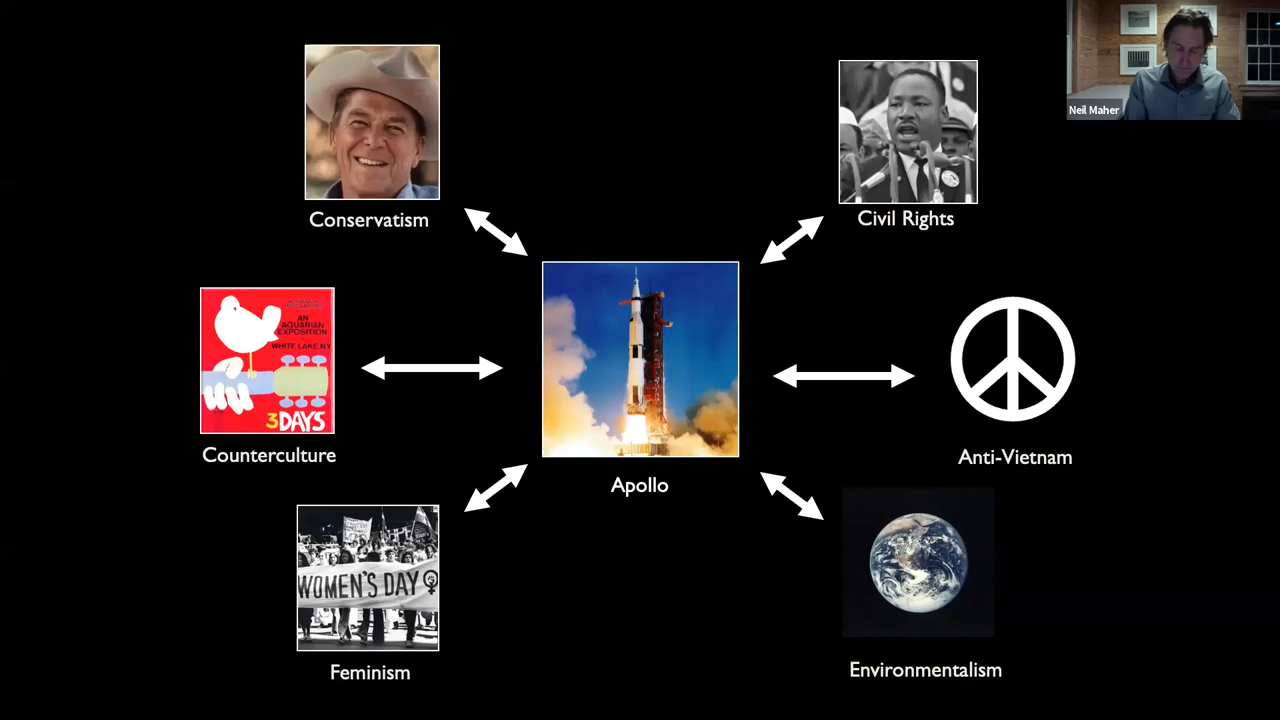 Neil Maher
Conservatism
Civil Rights
AN
AQUARIAN
EXPOSITION
WHITE LAKE, NY
3 DAYS
Counterculture
Apollo
Anti-Vietnam
WOMEN'S DAY
Feminism
Environmentalism